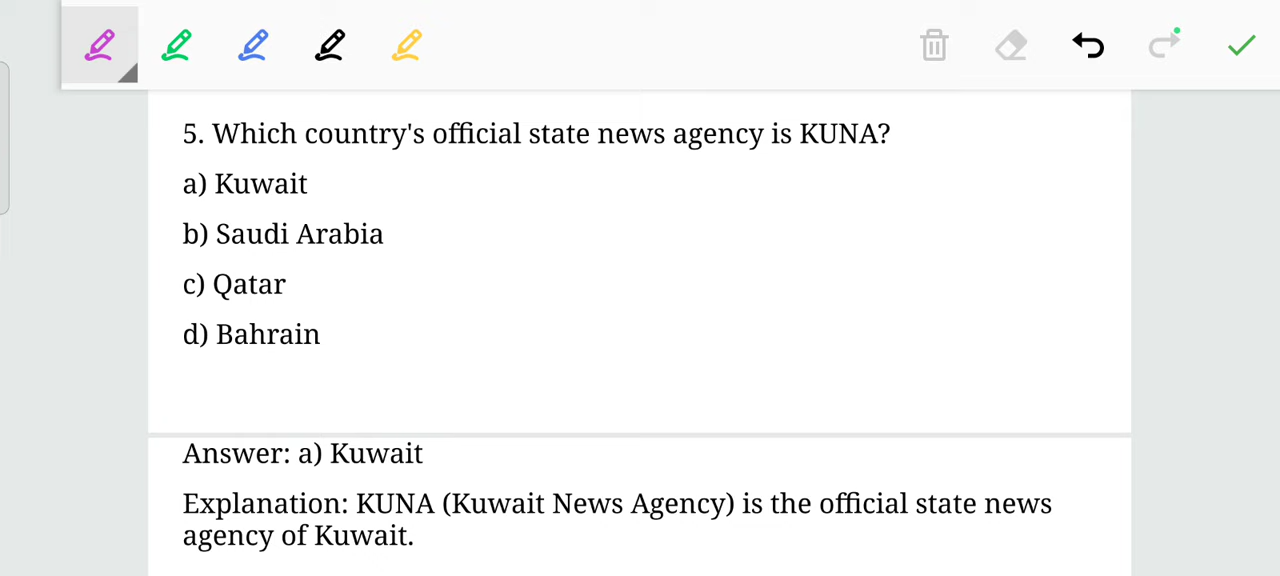 5. Which country's official state news agency is KUNA?
a) Kuwait
b) Saudi Arabia
c) Qatar
d) Bahrain
Answer: a) Kuwait
Explanation: KUNA (Kuwait News Agency) is the official state news
agency of Kuwait.